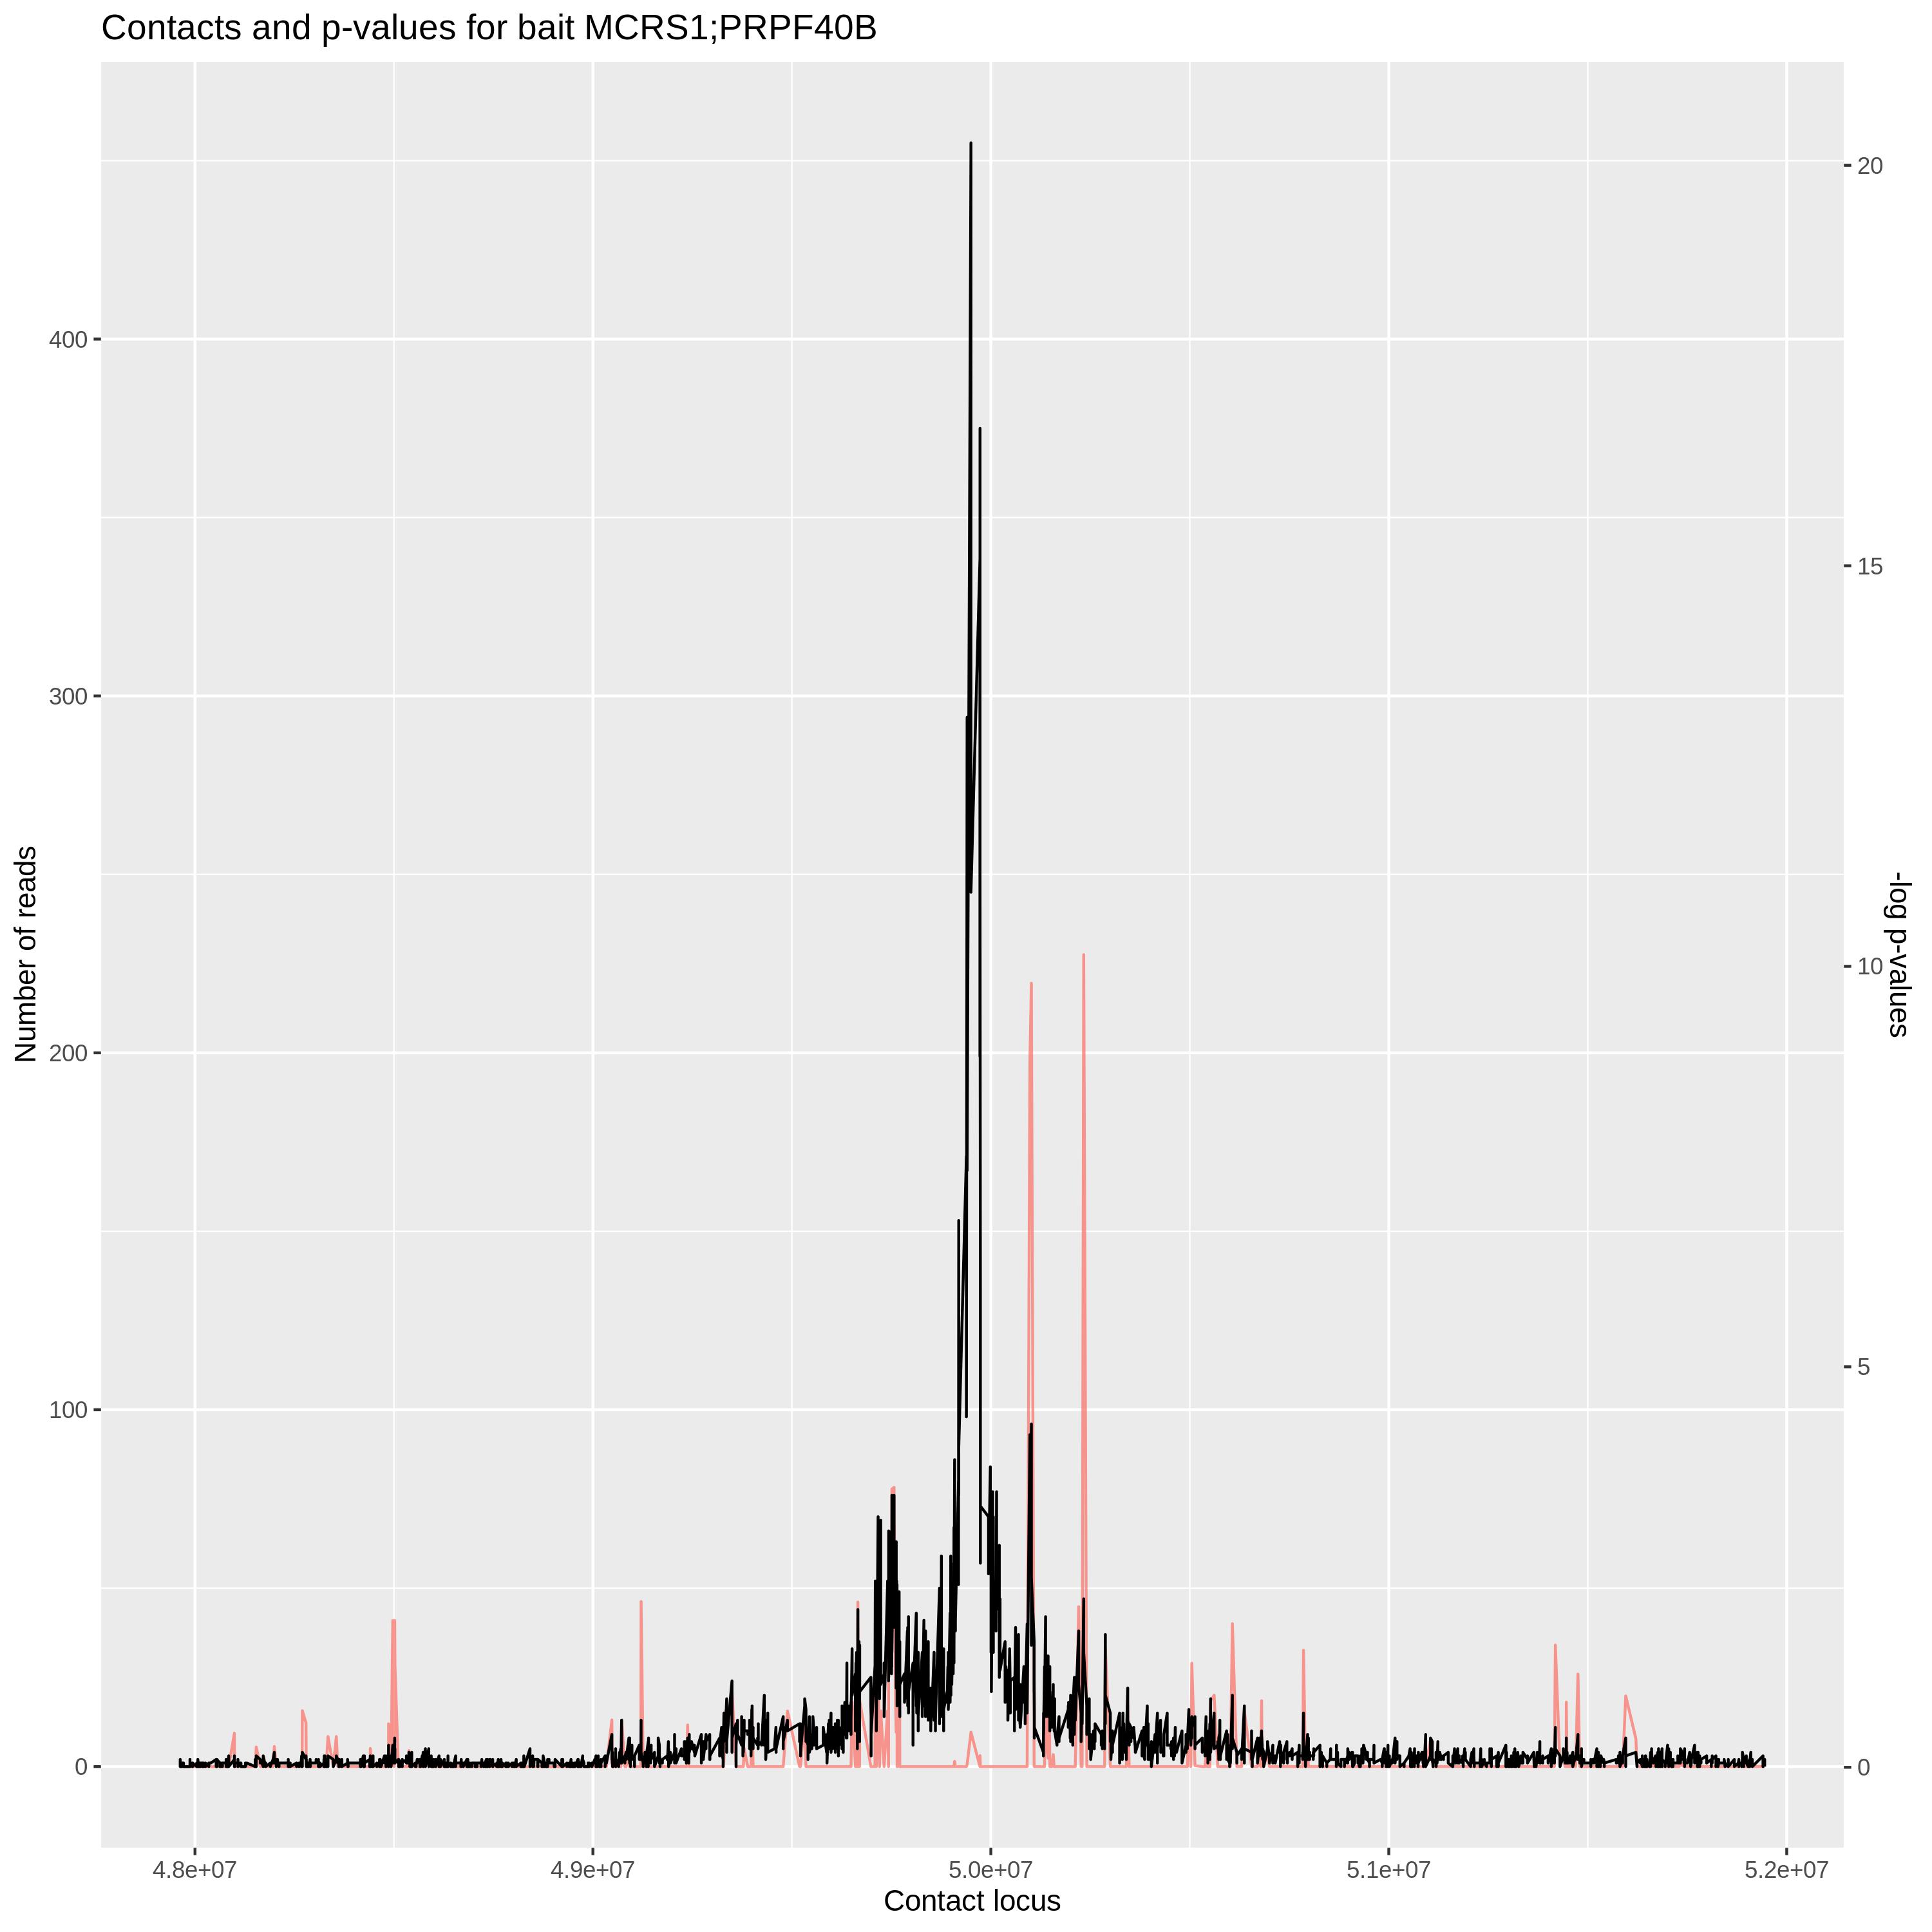 Contacts and p-values for bait MCRS1;PRPF40B
Number of reads
400
300
200
100
0
20
15
10
5
0
-log p-values
4.8e+07
4.9e+07
5.0e+07
5.1e+07
5.2e+07
Contact locus